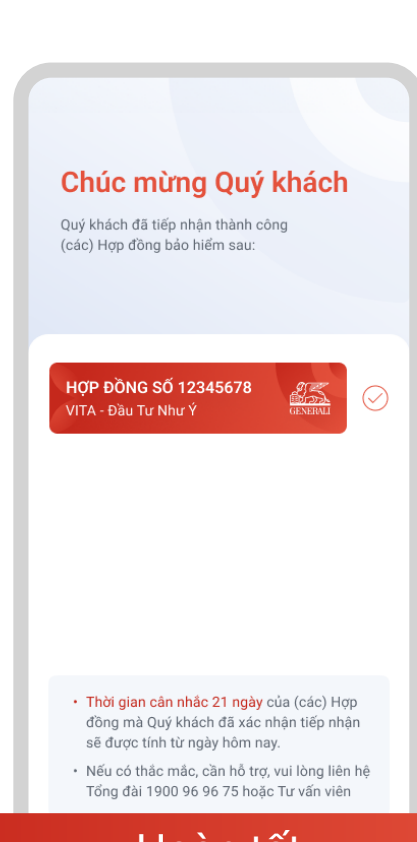 Chúc mừng Quý khách
Quý khách đã tiếp nhận thành công
(các) Hợp đồng bảo hiểm sau:
HỢP ĐỒNG SỐ 12345678
VITA - Đầu Tư Như Ý
GENERALI
• Thời gian cân nhắc 21 ngày của (các) Hợp
đồng mà Quý khách đã xác nhận tiếp nhận
sẽ được tính từ ngày hôm nay.
• Nếu có thắc mắc, cần hỗ trợ, vui lòng liên hệ
Tổng đài 1900 96 96 75 hoặc Tư vấn viên
Hoàn tất